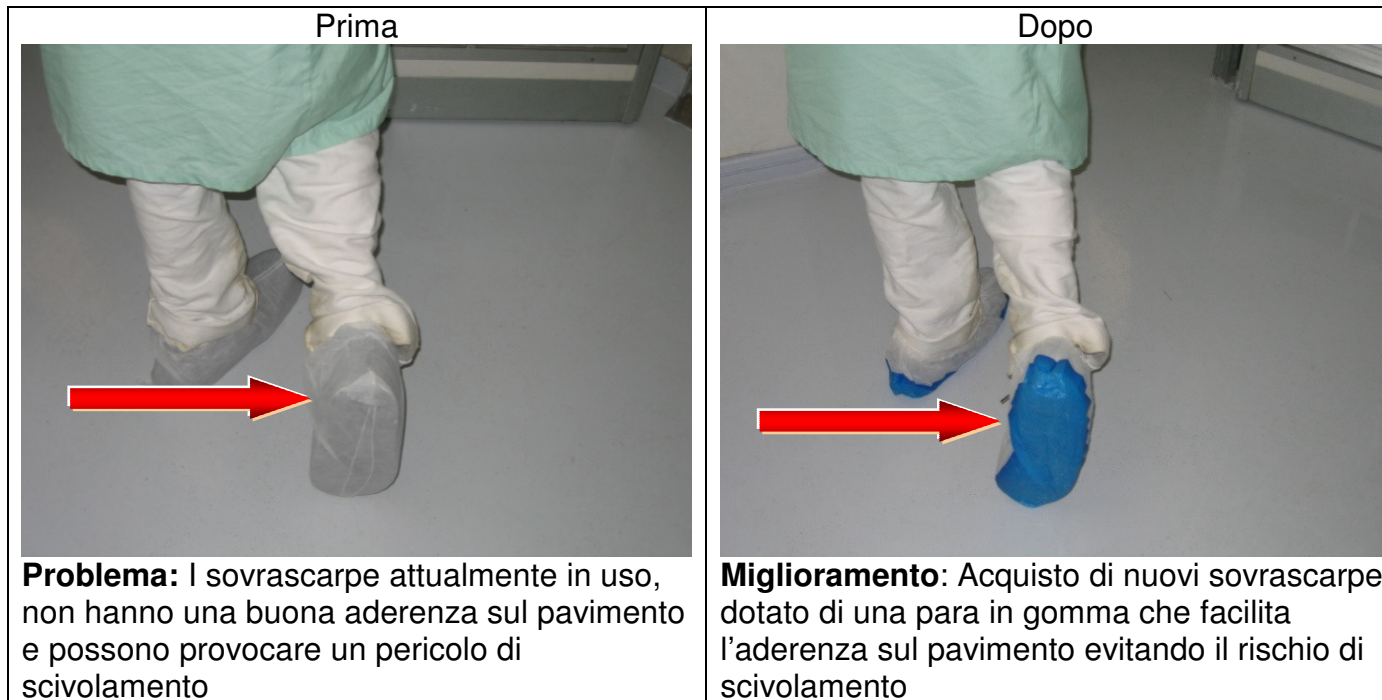 Prima
Problema: I sovrascarpe attualmente in uso,
non hanno una buona aderenza sul pavimento
e possono provocare un pericolo di
scivolamento
Dopo
Miglioramento: Acquisto di nuovi sovrascarpe
dotato di una para in gomma che facilita
l'aderenza sul pavimento evitando il rischio di
scivolamento